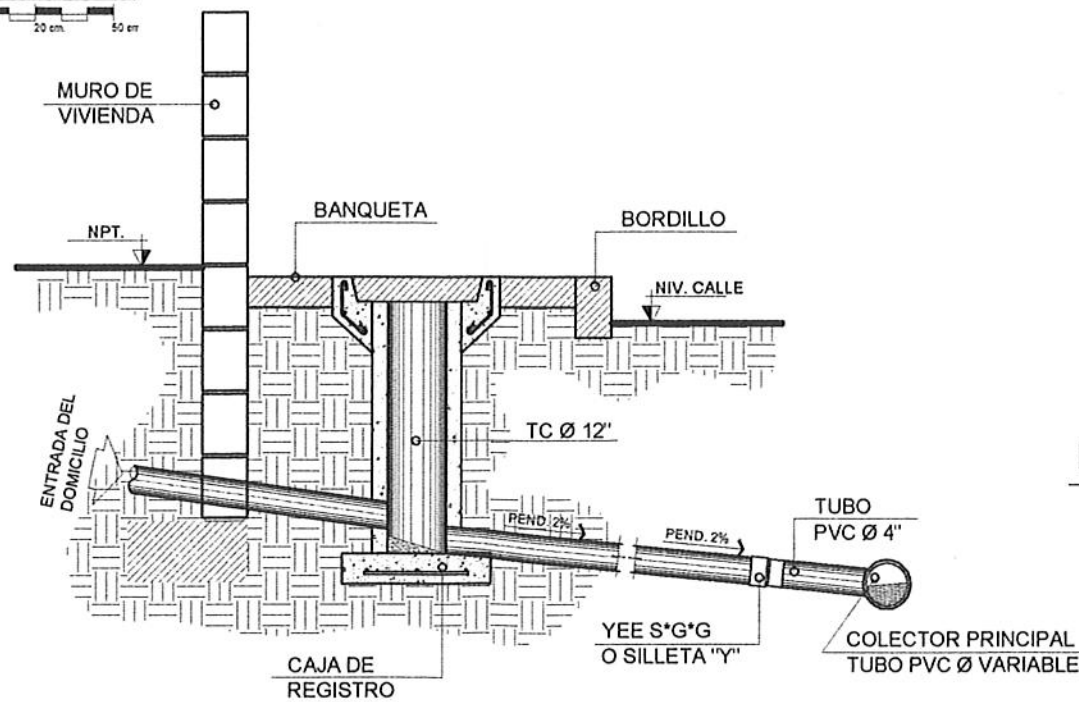 20 cm.
50 cm
MURO DE
VIVIENDA
BANQUETA
BORDILLO
NPT.
NIV. CALLE
ENTRADA DEL
DOMICILIO
TC Ø 12"
PEND. 2%
PEND. 2%
TUBO
PVC Ø 4"
YEE S*G*G
O SILLETA "Y"
COLECTOR PRINCIPAL
TUBO PVC Ø VARIABLE
CAJA DE
REGISTRO